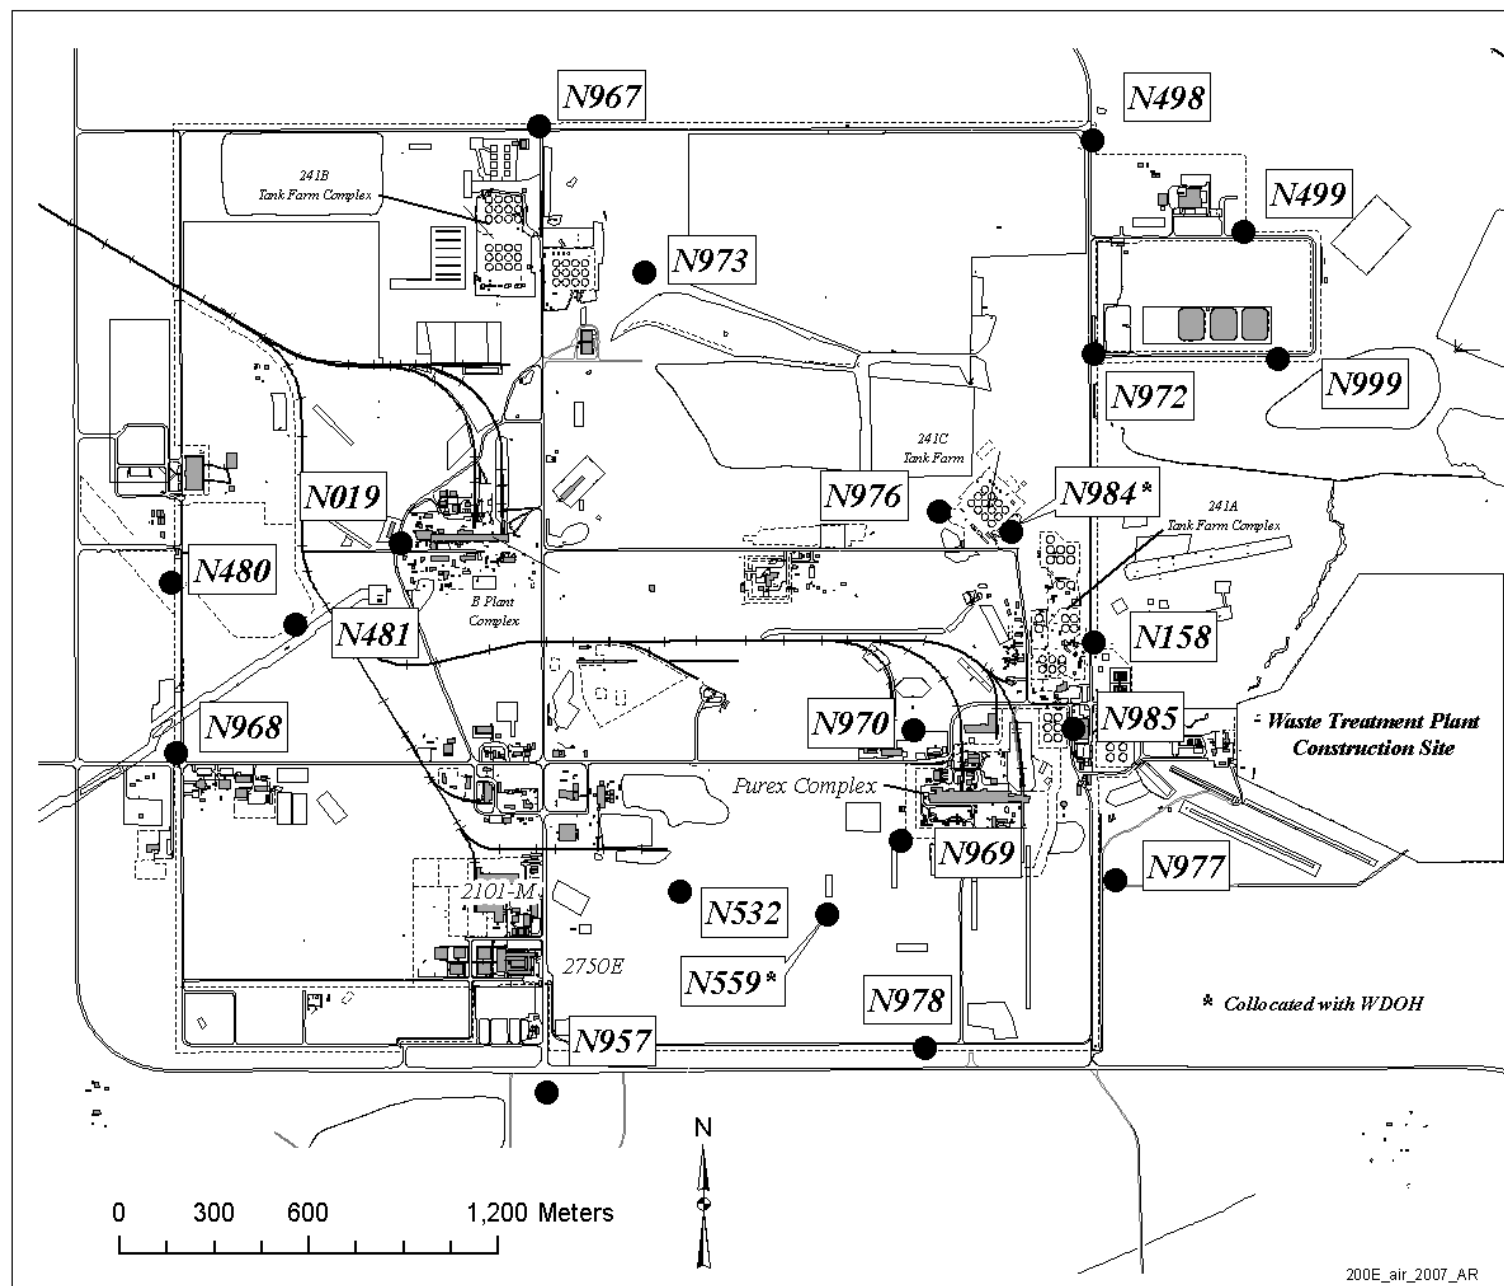 N967
N498
241B
Tank Farm Complex
N499
N973
N972
N999
241C
Tank Farm
N019
N976
N984*
241A
Tank Farm Complex
N480
B Plant
Complex
N481
N158
N968
N970
N985
Waste Treatment Plant
Construction Site
Purex Complex
N969
N977
2101-M
N532
2750E
N559*
N978
* Collocated with WDOH
N957
N
0 300 600 1,200 Meters
200E_air_2007_AR